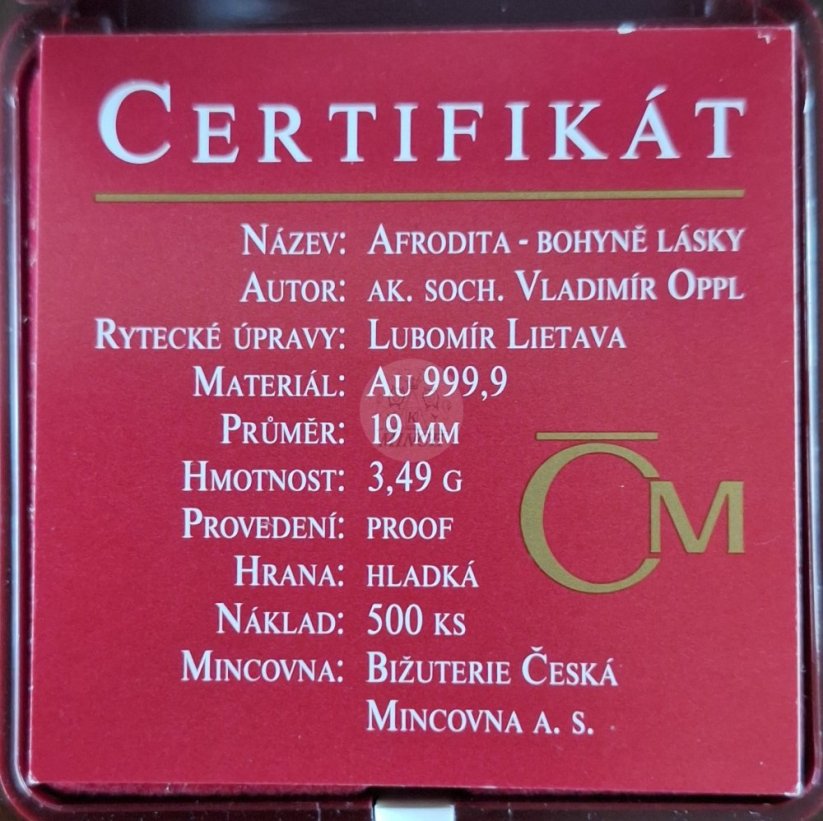 CERTIFIKÁT
NÁZEV: AFRODITA - BOHYNĚ LÁSKY
AUTOR: AK. SOCH. VLADIMÍR OPPL
RYTECKÉ ÚPRAVY: LUBOMÍR LIETAVA
MATERIÁL: AU 999,9
PRŮMĚR: 19 MM
HMOTNOST: 3,49 G
PROVEDENÍ: PROOF
HRANA: HLADKÁ
NÁKLAD: 500 KS
MINCOVNA: BIŽUTERIE ČESKÁ
MINCOVNA A. S.
ČM